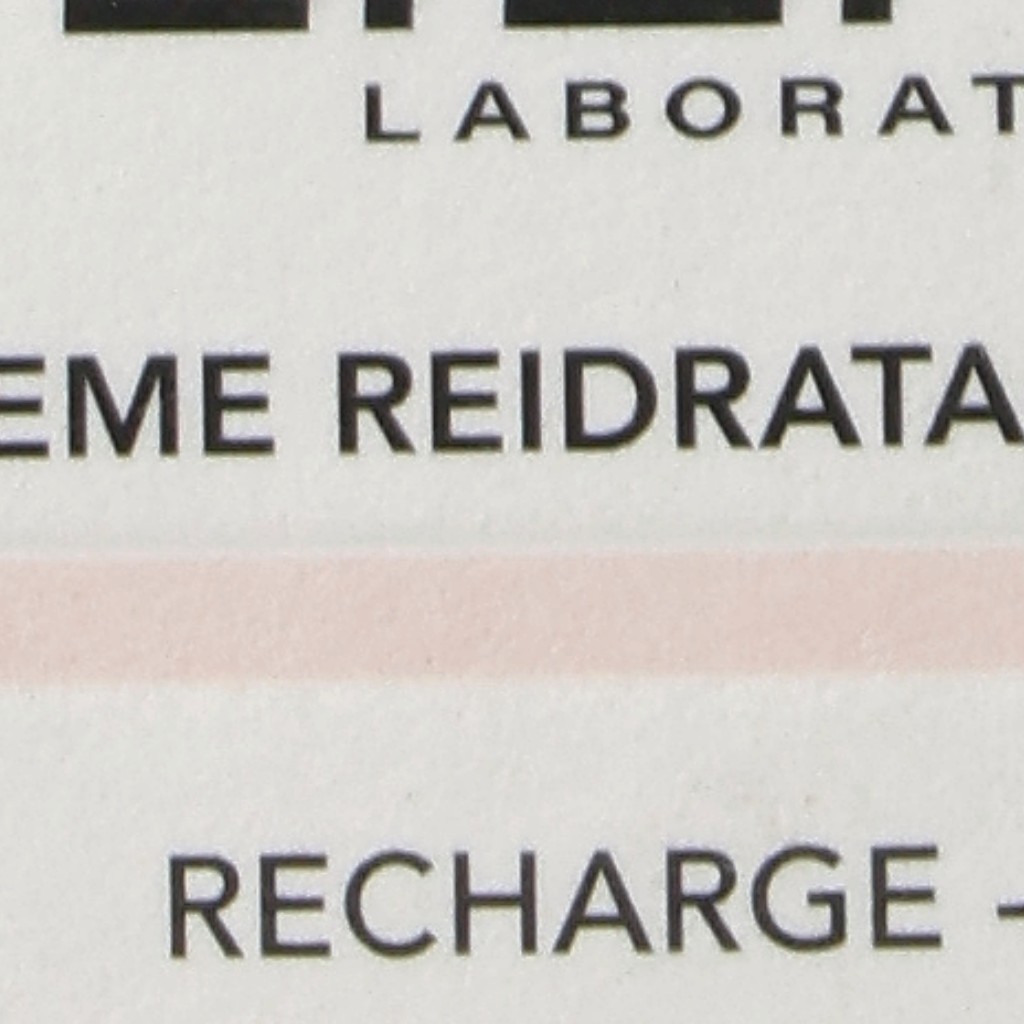 LABORAT
EME REIDRATA
RECHARGE -